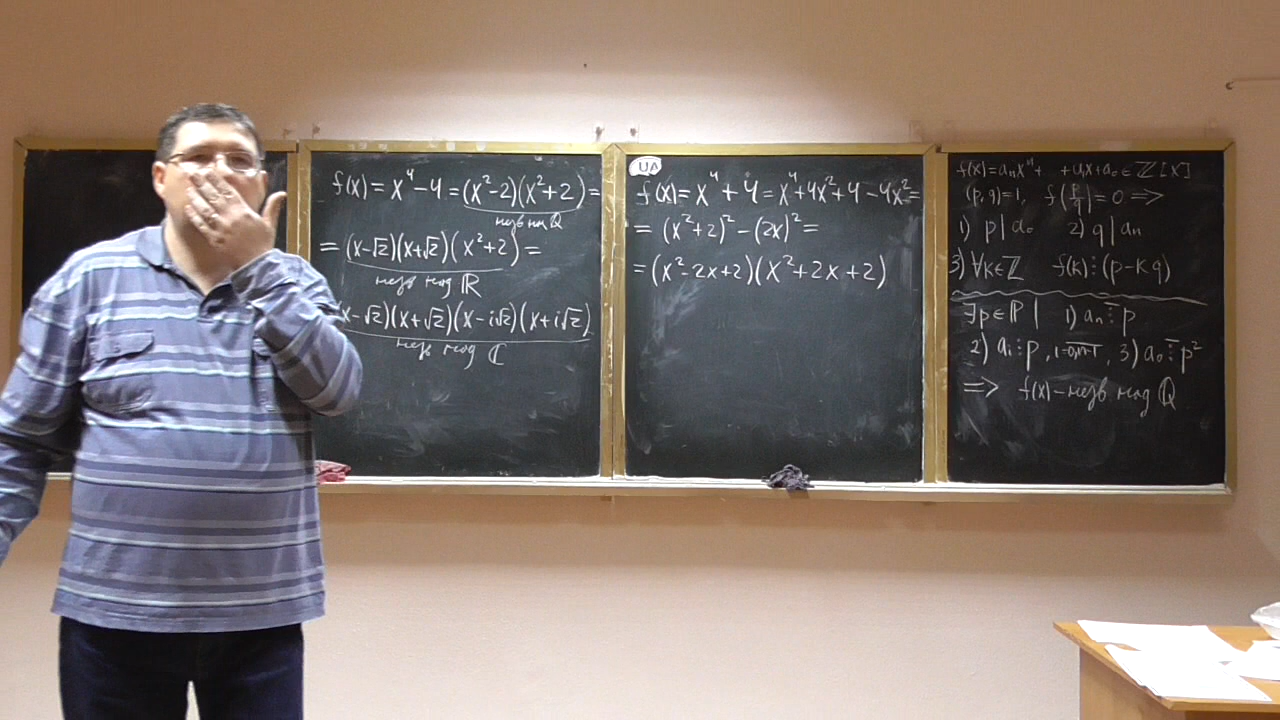 f(x) = x⁴ - 4 = (x² - 2)(x² + 2) =
незв над ℚ
= (x-√2)(x+√2)(x²+2) =
незв над ℝ
x-√2)(x+√2)(x-i√2)(x+i√2)
незв над ℂ
UA
f(x) = x⁴ + 4 = x⁴ + 4x² + 4 - 4x² =
= (x²+2)² - (2x)² =
= (x² - 2x + 2)(x² + 2x + 2)
f(x) = aₙxⁿ + + a₁x + a₀ ∈ ℤ[x]
(p, q) = 1, f(p/q) = 0 =>
1) p | a₀ 2) q | aₙ
3) ∀k∈ℤ f(k) ⋮ (p - kq)
∃p∈ℙ | 1) aₙ ⋮̅ p
2) aᵢ ⋮ p, i=0,n-1, 3) a₀ ⋮̅ p²
=> f(x) - незв над ℚ